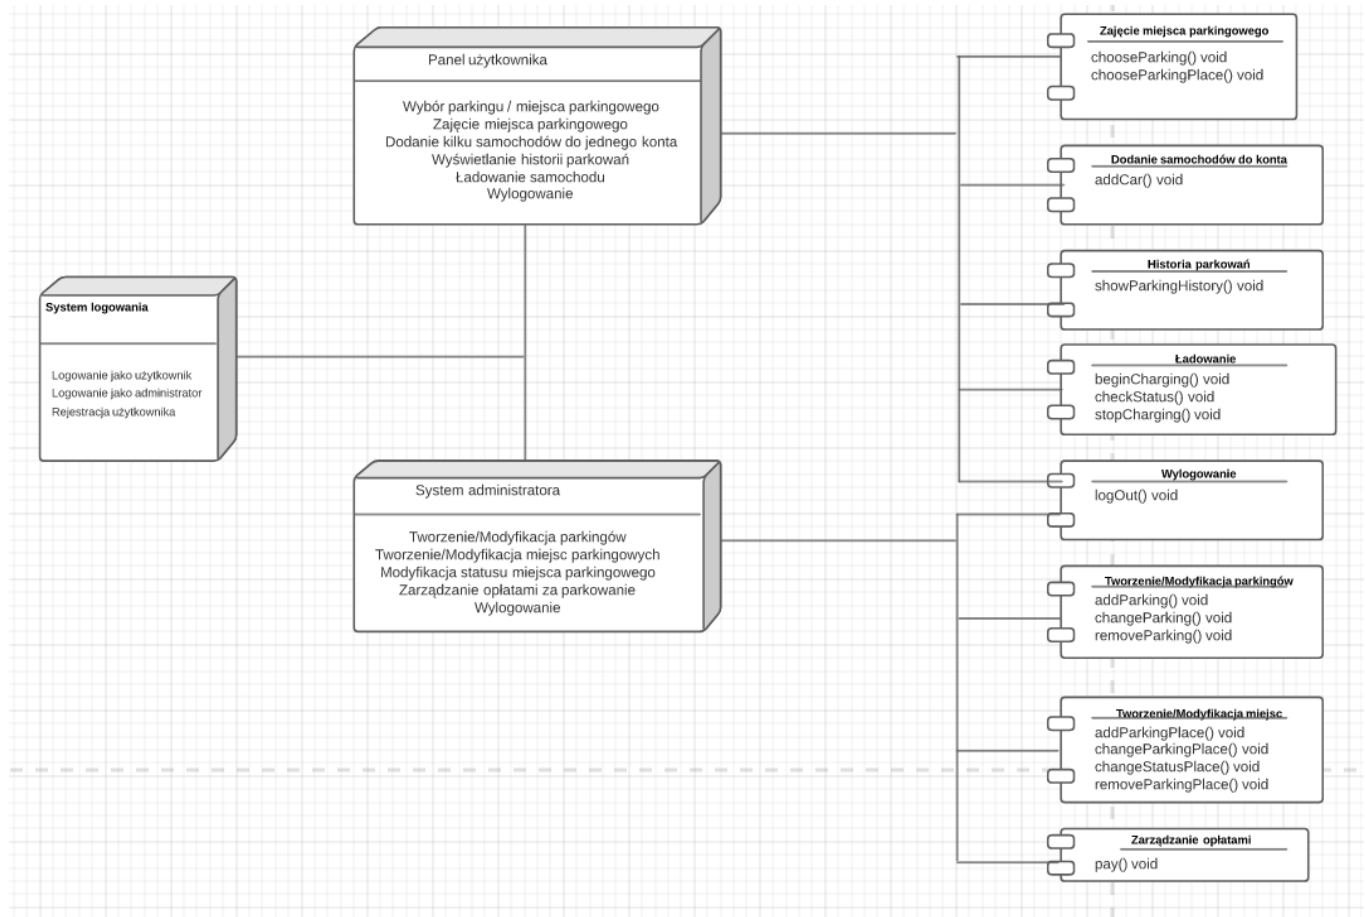 System logowania
Logowanie jako użytkownik
Logowanie jako administrator
Rejestracja użytkownika
Panel użytkownika
Wybór parkingu / miejsca parkingowego
Zajęcie miejsca parkingowego
Dodanie kilku samochodów do jednego konta
Wyświetlanie historii parkowań
Ładowanie samochodu
Wylogowanie
System administratora
Tworzenie/Modyfikacja parkingów
Tworzenie/Modyfikacja miejsc parkingowych
Modyfikacja statusu miejsca parkingowego
Zarządzanie opłatami za parkowanie
Wylogowanie
Zajęcie miejsca parkingowego
chooseParking() void
chooseParkingPlace() void
Dodanie samochodów do konta
addCar() void
Historia parkowań
showParkingHistory() void
Ładowanie
beginCharging() void
checkStatus() void
stopCharging() void
Wylogowanie
logOut() void
Tworzenie/Modyfikacja parkingów
addParking() void
changeParking() void
removeParking() void
Tworzenie/Modyfikacja miejsc
addParkingPlace() void
changeParkingPlace() void
changeStatusPlace() void
removeParkingPlace() void
Zarządzanie opłatami
pay() void